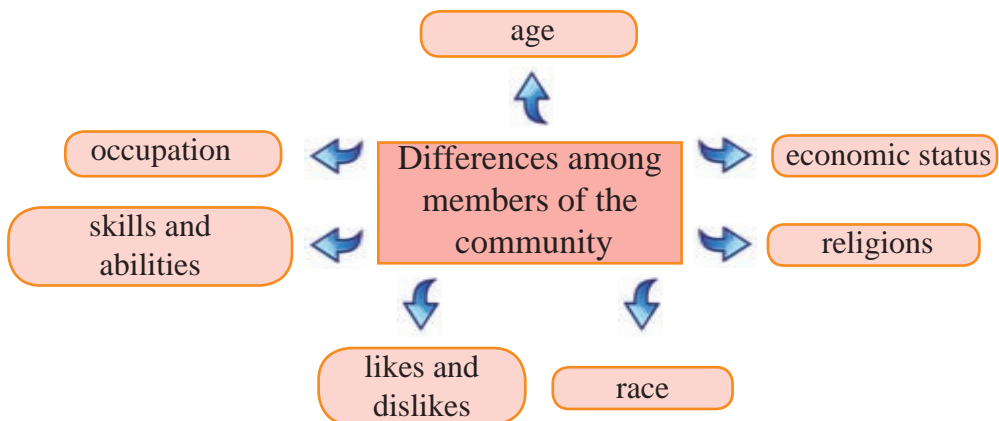 age
occupation
Differences among
members of the
community
economic status
skills and
abilities
religions
likes and
dislikes
race